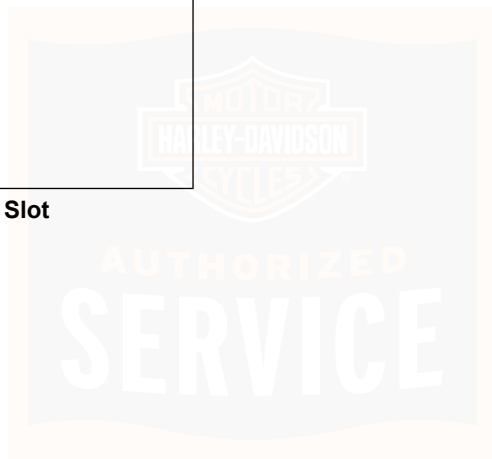 MOTOR
HARLEY-DAVIDSON
CYCLES
Slot
AUTHORIZED
SERVICE